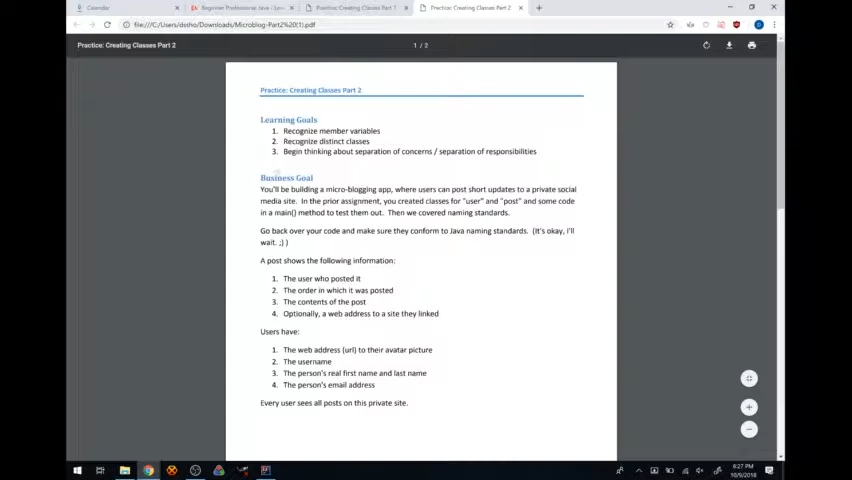 Calendar
Beginner Professional Java - Le
Practice: Creating Classes Part 1
Practice: Creating Classes Part 2
file:///C:/Users/dstho/Downloads/Microblog-Part2%20(1).pdf
Practice: Creating Classes Part 2
1 / 2
Practice: Creating Classes Part 2
Learning Goals
1. Recognize member variables
2. Recognize distinct classes
3. Begin thinking about separation of concerns / separation of responsibilities
Business Goal
You'll be building a micro-blogging app, where users can post short updates to a private social
media site. In the prior assignment, you created classes for "user" and "post" and some code
in a main() method to test them out. Then we covered naming standards.
Go back over your code and make sure they conform to Java naming standards. (It's okay, I'll
wait. ;) )
A post shows the following information:
1. The user who posted it
2. The order in which it was posted
3. The contents of the post
4. Optionally, a web address to a site they linked
Users have:
1. The web address (url) to their avatar picture
2. The username
3. The person's real first name and last name
4. The person's email address
Every user sees all posts on this private site.
6:27 PM
10/9/2018